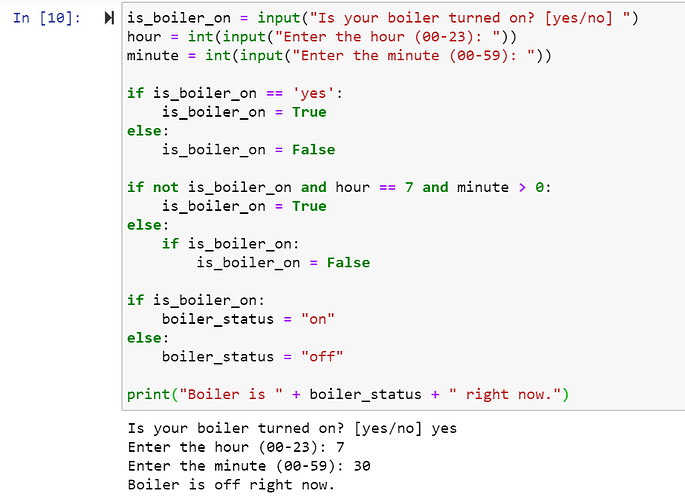 In [10]:
is_boiler_on = input("Is your boiler turned on? [yes/no] ")
hour = int(input("Enter the hour (00-23): "))
minute = int(input("Enter the minute (00-59): "))

if is_boiler_on == 'yes':
    is_boiler_on = True
else:
    is_boiler_on = False

if not is_boiler_on and hour == 7 and minute > 0:
    is_boiler_on = True
else:
    if is_boiler_on:
        is_boiler_on = False

if is_boiler_on:
    boiler_status = "on"
else:
    boiler_status = "off"

print("Boiler is " + boiler_status + " right now.")
Is your boiler turned on? [yes/no] yes
Enter the hour (00-23): 7
Enter the minute (00-59): 30
Boiler is off right now.